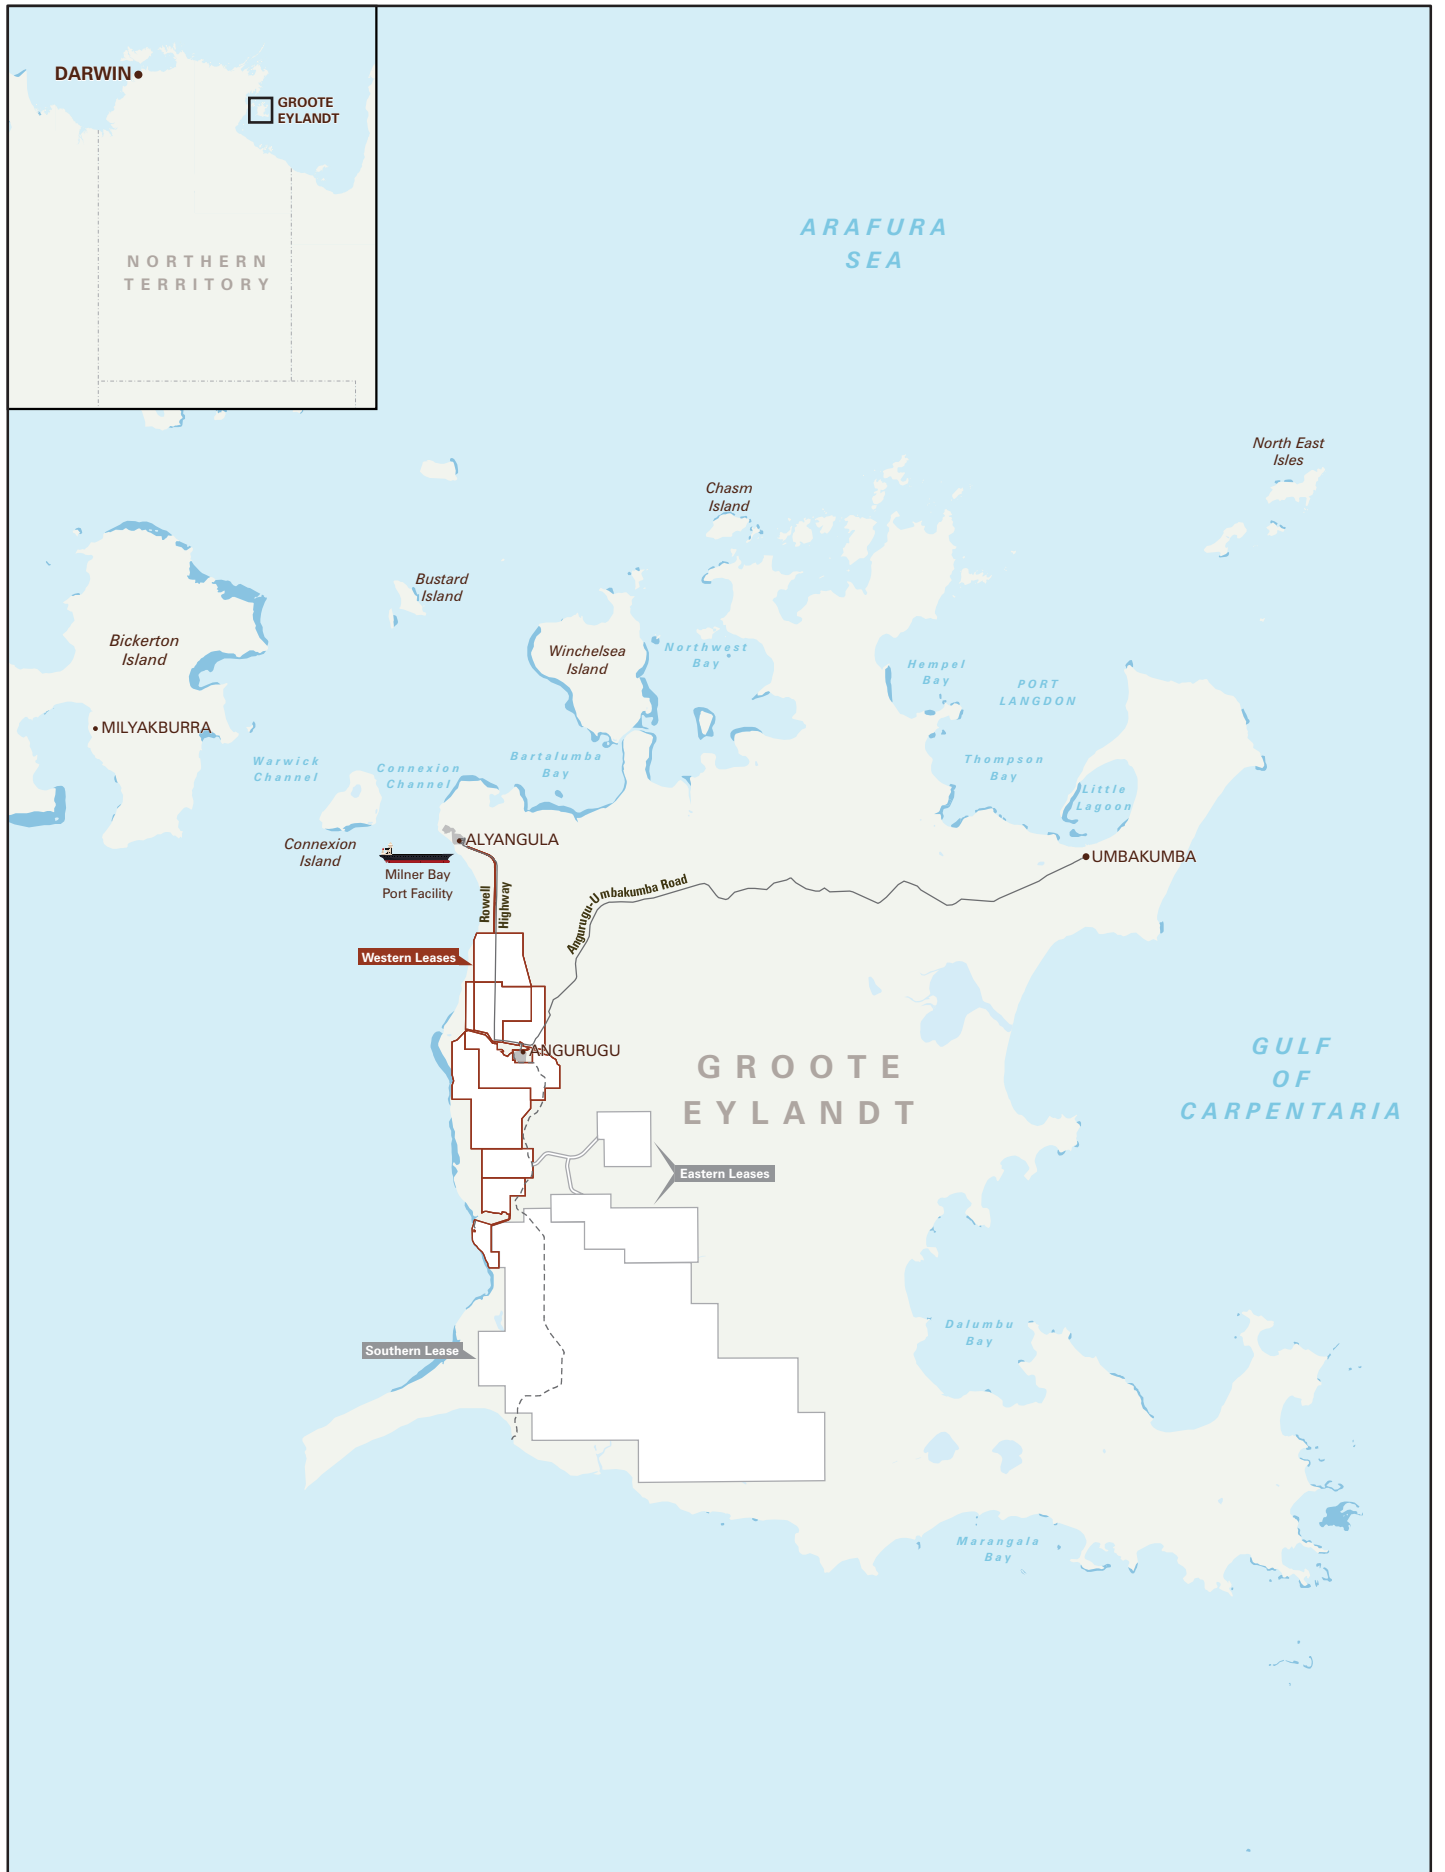 DARWIN
GROOTE
EYLANDT
NORTHERN
TERRITORY
ARAFURA
SEA
North East
Isles
Chasm
Island
Bustard
Island
Bickerton
Island
Winchelsea
Island
Northwest
Bay
Hempel
Bay
PORT
LANGDON
MILYAKBURRA
Warwick
Channel
Connexion
Channel
Bartalumba
Bay
Thompson
Bay
Little
Lagoon
Connexion
Island
ALYANGULA
UMBAKUMBA
Milner Bay
Port Facility
Rowell
Highway
Angurugu-Umbakumba Road
Western Leases
ANGURUGU
GROOTE
EYLANDT
GULF
OF
CARPENTARIA
Eastern Leases
Southern Lease
Dalumbu
Bay
Marangala
Bay